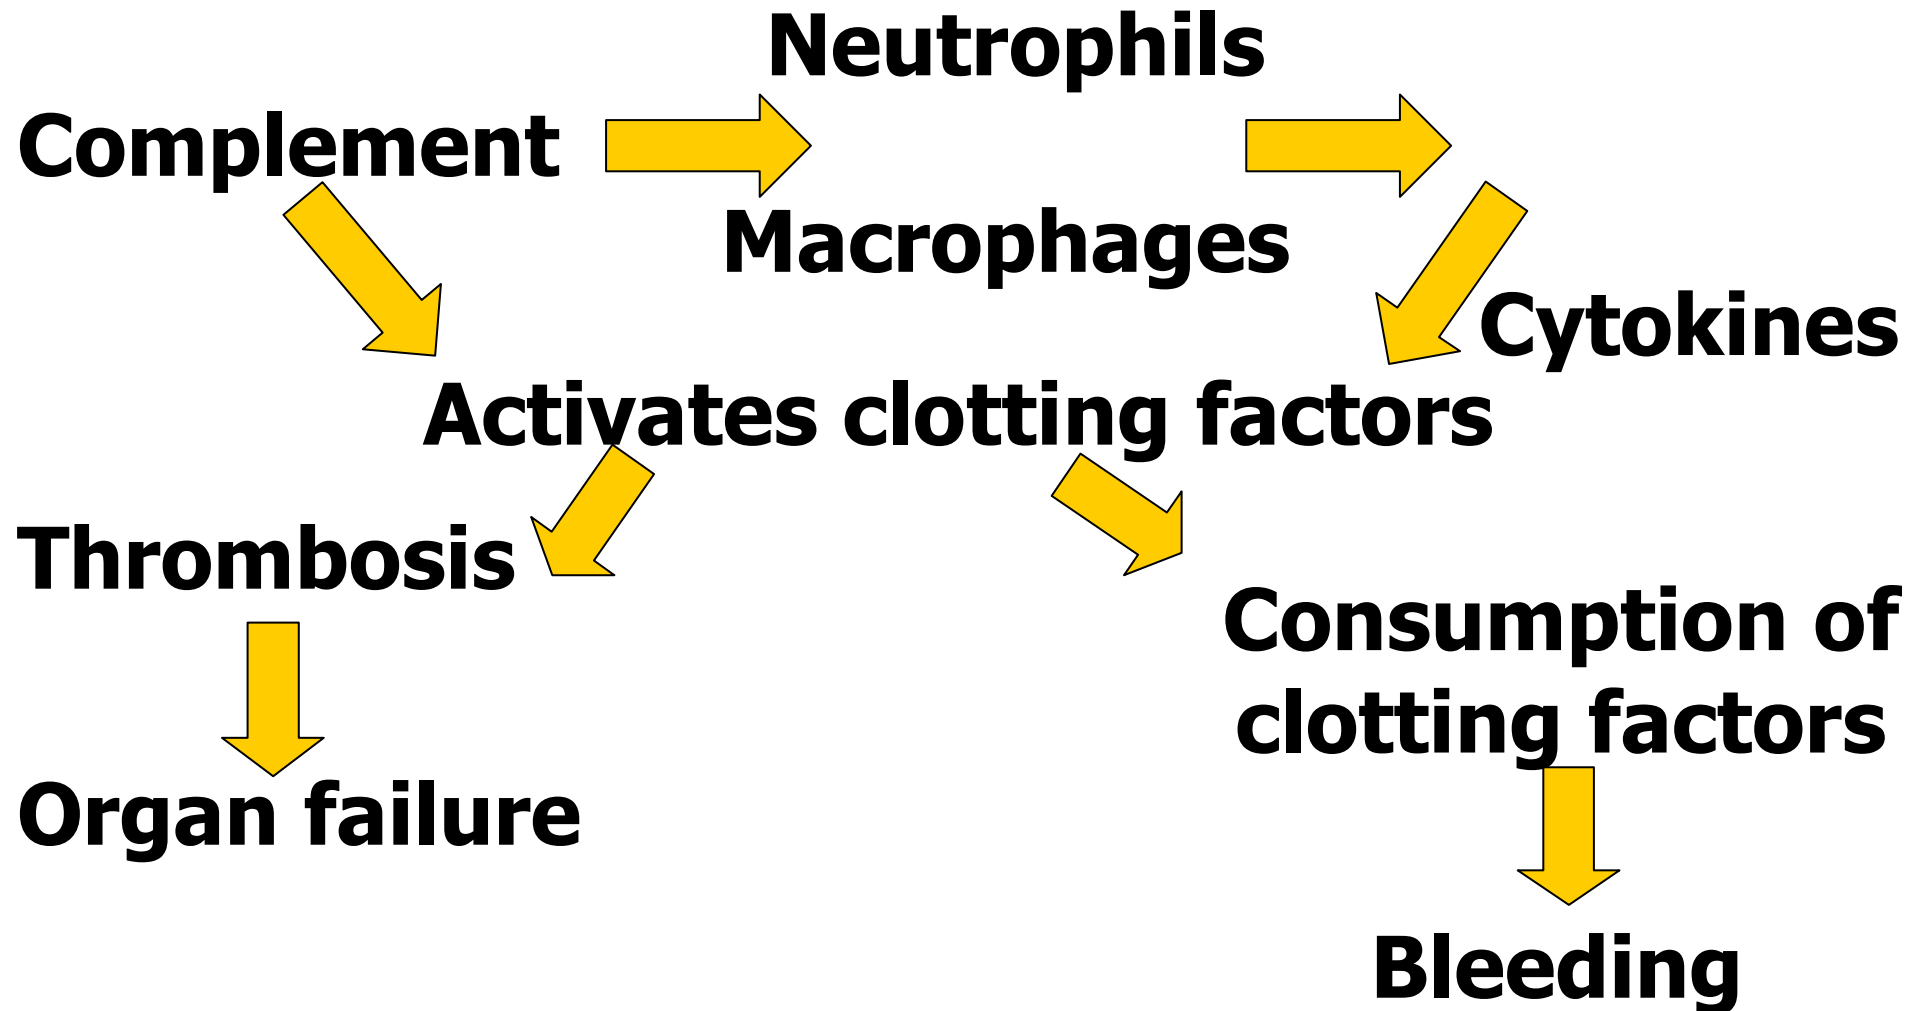 Neutrophils
Complement
Macrophages
Cytokines
Activates clotting factors
Thrombosis
Consumption of
clotting factors
Organ failure
Bleeding